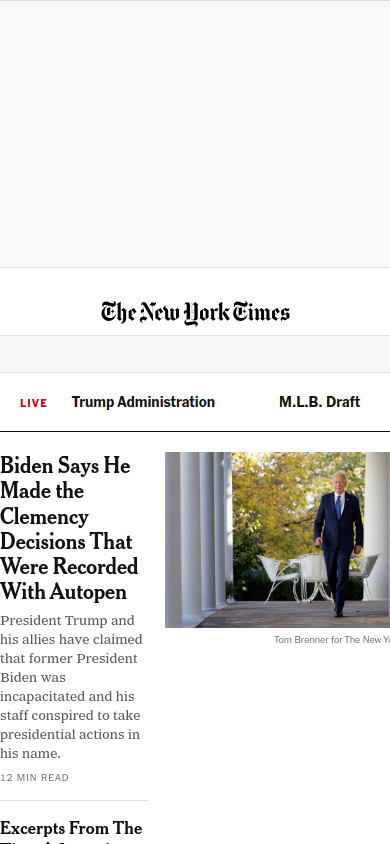 The New York Times
LIVE
Trump Administration
M.L.B. Draft
Biden Says He
Made the
Clemency
Decisions That
Were Recorded
With Autopen
President Trump and
his allies have claimed
that former President
Biden was
incapacitated and his
staff conspired to take
presidential actions in
his name.
12 MIN READ
Tom Brenner for The New
Excerpts From The